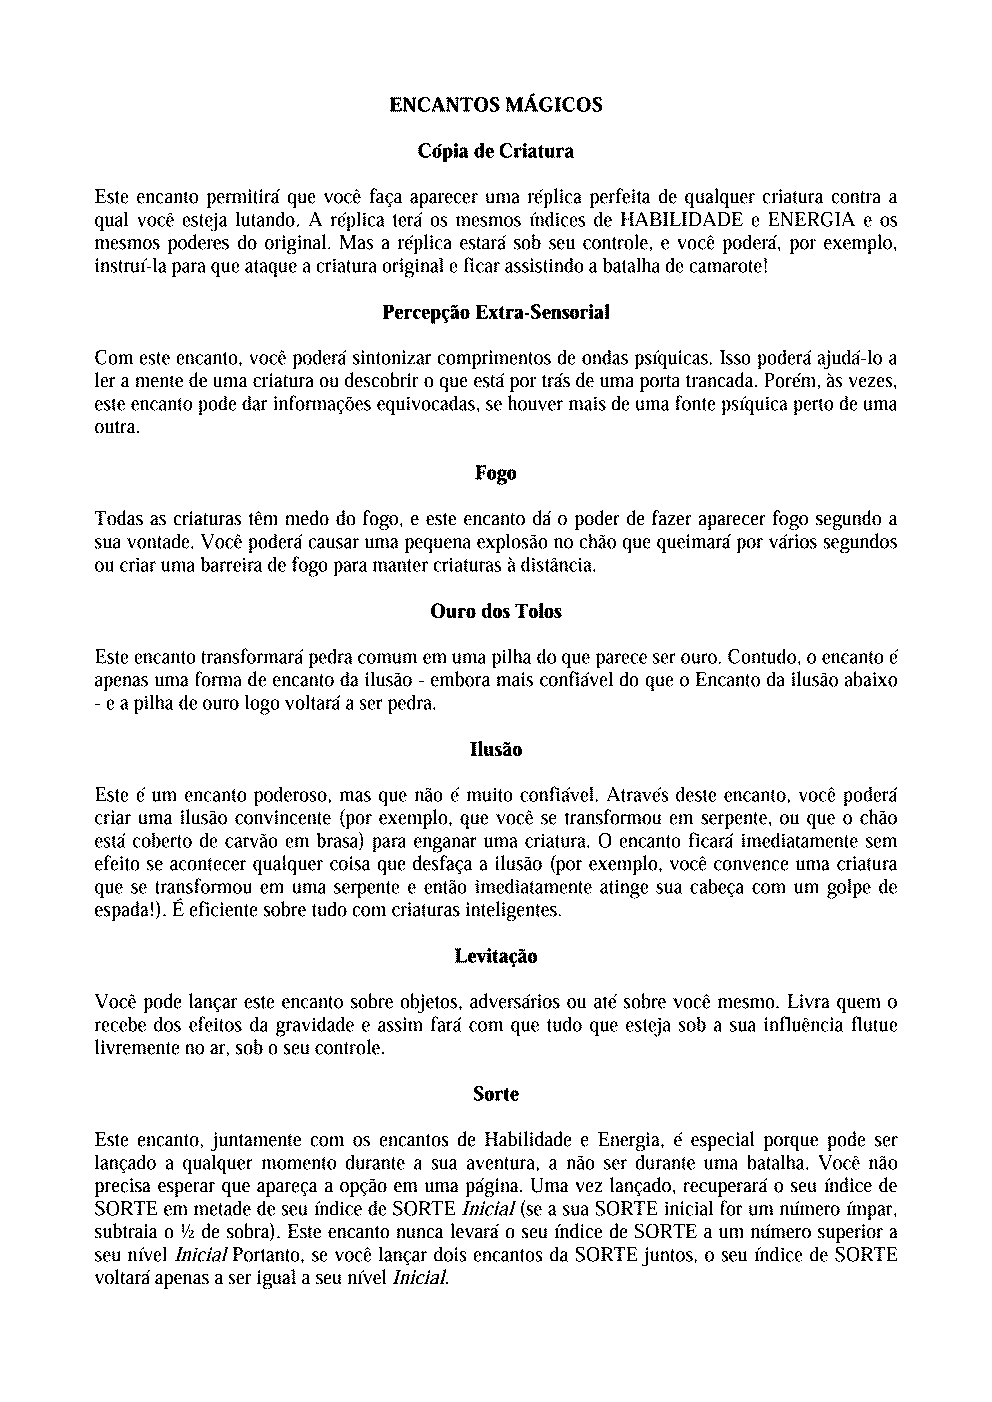 ENCANTOS MÁGICOS
Cópia de Criatura
Este encanto permitirá que você faça aparecer uma réplica perfeita de qualquer criatura contra a
qual você esteja lutando. A réplica terá os mesmos índices de HABILIDADE e ENERGIA e os
mesmos poderes do original. Mas a réplica estará sob seu controle, e você poderá, por exemplo,
instruí-la para que ataque a criatura original e ficar assistindo a batalha de camarote!
Percepção Extra-Sensorial
Com este encanto, você poderá sintonizar comprimentos de ondas psíquicas. Isso poderá ajudá-lo a
ler a mente de uma criatura ou descobrir o que está por trás de uma porta trancada. Porém, às vezes,
este encanto pode dar informações equivocadas, se houver mais de uma fonte psíquica perto de uma
outra.
Fogo
Todas as criaturas têm medo do fogo, e este encanto dá o poder de fazer aparecer fogo segundo a
sua vontade. Você poderá causar uma pequena explosão no chão que queimará por vários segundos
ou criar uma barreira de fogo para manter criaturas à distância.
Ouro dos Tolos
Este encanto transformará pedra comum em uma pilha do que parece ser ouro. Contudo, o encanto é
apenas uma forma de encanto da ilusão - embora mais confiável do que o Encanto da ilusão abaixo
- e a pilha de ouro logo voltará a ser pedra.
Ilusão
Este é um encanto poderoso, mas que não é muito confiável. Através deste encanto, você poderá
criar uma ilusão convincente (por exemplo, que você se transformou em serpente, ou que o chão
está coberto de carvão em brasa) para enganar uma criatura. O encanto ficará imediatamente sem
efeito se acontecer qualquer coisa que desfaça a ilusão (por exemplo, você convence uma criatura
que se transformou em uma serpente e então imediatamente atinge sua cabeça com um golpe de
espada!). É eficiente sobre tudo com criaturas inteligentes.
Levitação
Você pode lançar este encanto sobre objetos, adversários ou até sobre você mesmo. Livra quem o
recebe dos efeitos da gravidade e assim fará com que tudo que esteja sob a sua influência flutue
livremente no ar, sob o seu controle.
Sorte
Este encanto, juntamente com os encantos de Habilidade e Energia, é especial porque pode ser
lançado a qualquer momento durante a sua aventura, a não ser durante uma batalha. Você não
precisa esperar que apareça a opção em uma página. Uma vez lançado, recuperará o seu índice de
SORTE em metade de seu índice de SORTE Inicial (se a sua SORTE inicial for um número ímpar,
subtraia o ½ de sobra). Este encanto nunca levará o seu índice de SORTE a um número superior a
seu nível Inicial Portanto, se você lançar dois encantos da SORTE juntos, o seu índice de SORTE
voltará apenas a ser igual a seu nível Inicial.